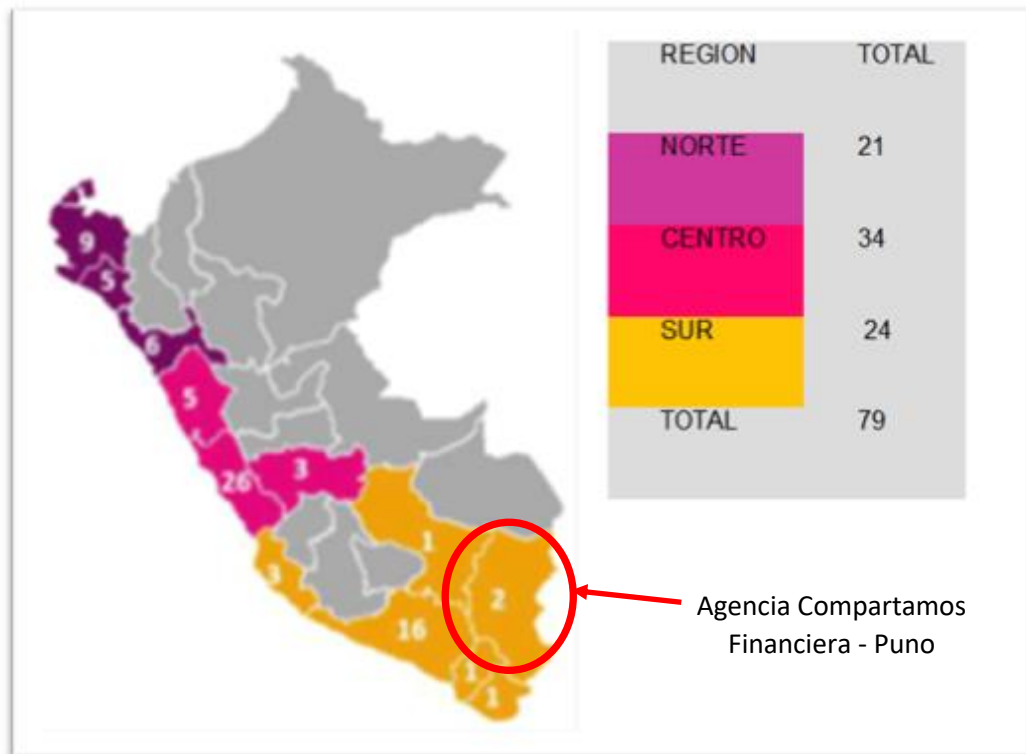 REGION TOTAL
NORTE 21
CENTRO 34
SUR 24
TOTAL 79
1
9
5
6
5
26
3
1
3
2
16
1
1
Agencia Compartamos
Financiera - Puno